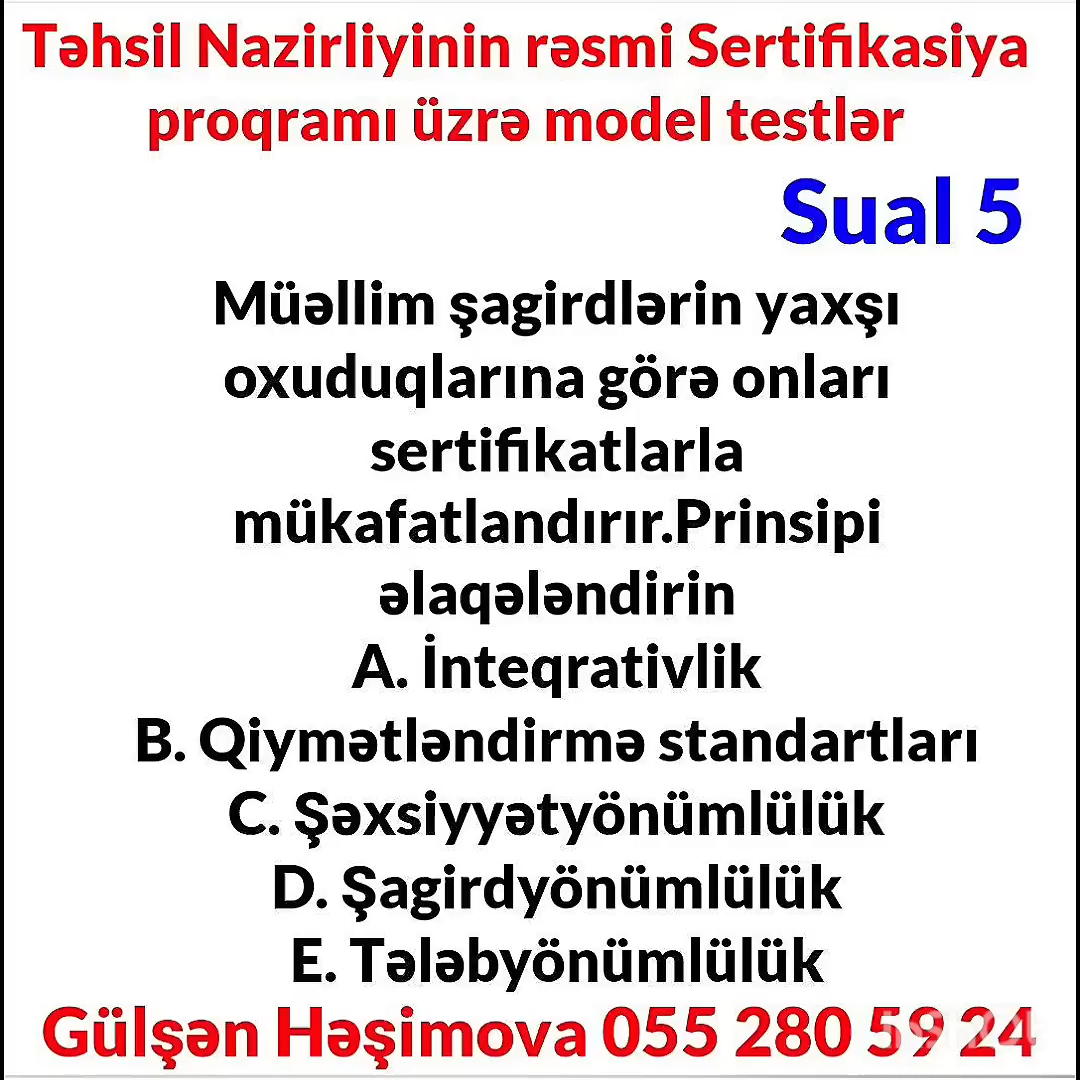 Təhsil Nazirliyinin rəsmi Sertifikasiya
proqramı üzrə model testlər
Sual 5
Müəllim şagirdlərin yaxşı
oxuduqlarına görə onları
sertifikatlarla
mükafatlandırır.Prinsipi
əlaqələndirin
A. İnteqrativlik
B. Qiymətləndirmə standartları
C. Şəxsiyyətyönümlülük
D. Şagirdyönümlülük
E. Tələbyönümlülük
Gülşən Həşimova 055 280 59 24